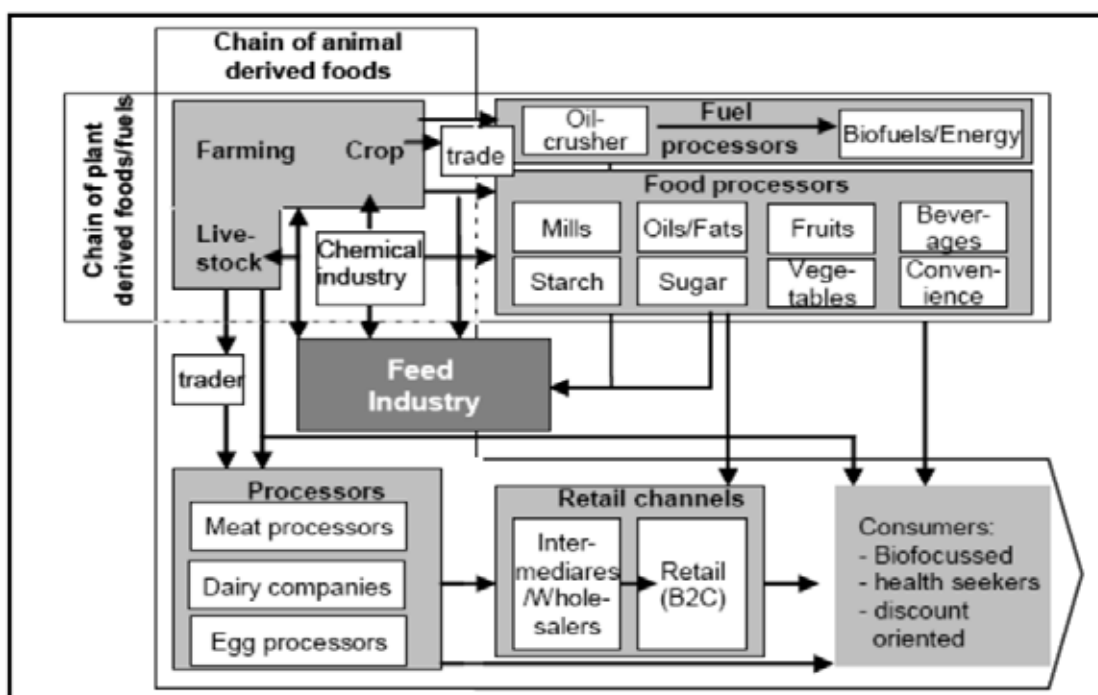 Chain of animal
derived foods
Chain of plant
derived foods/fuels
Farming Crop
Live-
stock
trade
Chemical
industry
Oil-
crusher
Fuel
processors
Biofuels/Energy
Food processors
Mills
Oils/Fats
Fruits
Bever-
ages
Starch
Sugar
Vege-
tables
Conven-
ience
trader
Feed
Industry
Processors
Meat processors
Dairy companies
Egg processors
Retail channels
Inter-
mediares
/Whole-
salers
Retail
(B2C)
Consumers:
- Biofocussed
- health seekers
- discount
oriented